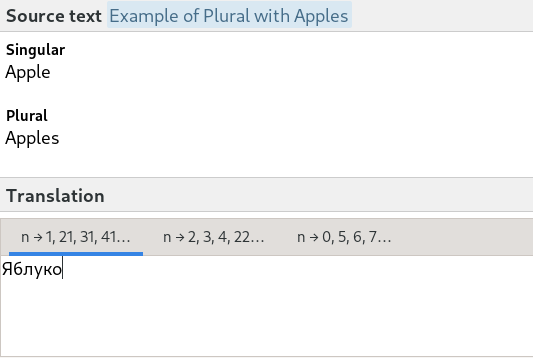 Source text Example of Plural with Apples
Singular
Apple
Plural
Apples
Translation
n → 1, 21, 31, 41... n → 2, 3, 4, 22... n → 0, 5, 6, 7...
Яблуко